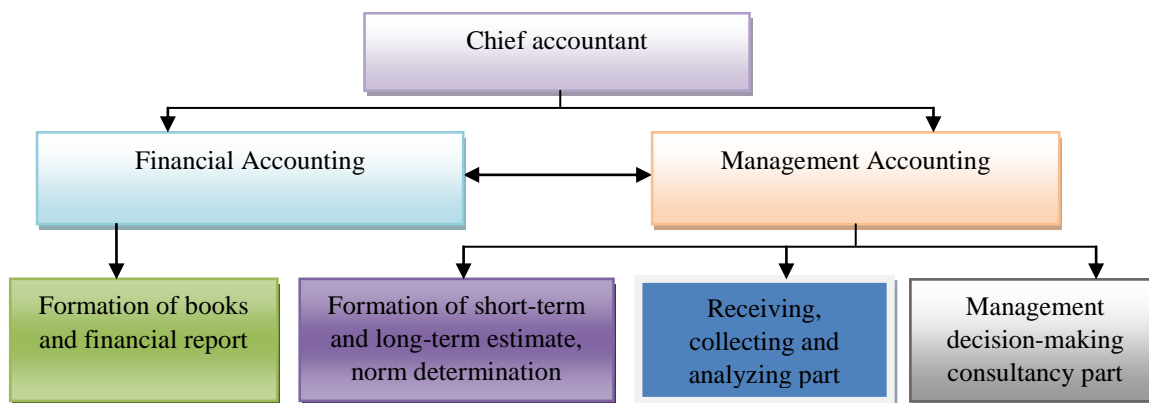 Chief accountant
Financial Accounting
Management Accounting
Formation of books
and financial report
Formation of short-term
and long-term estimate,
norm determination
Receiving,
collecting and
analyzing part
Management
decision-making
consultancy part